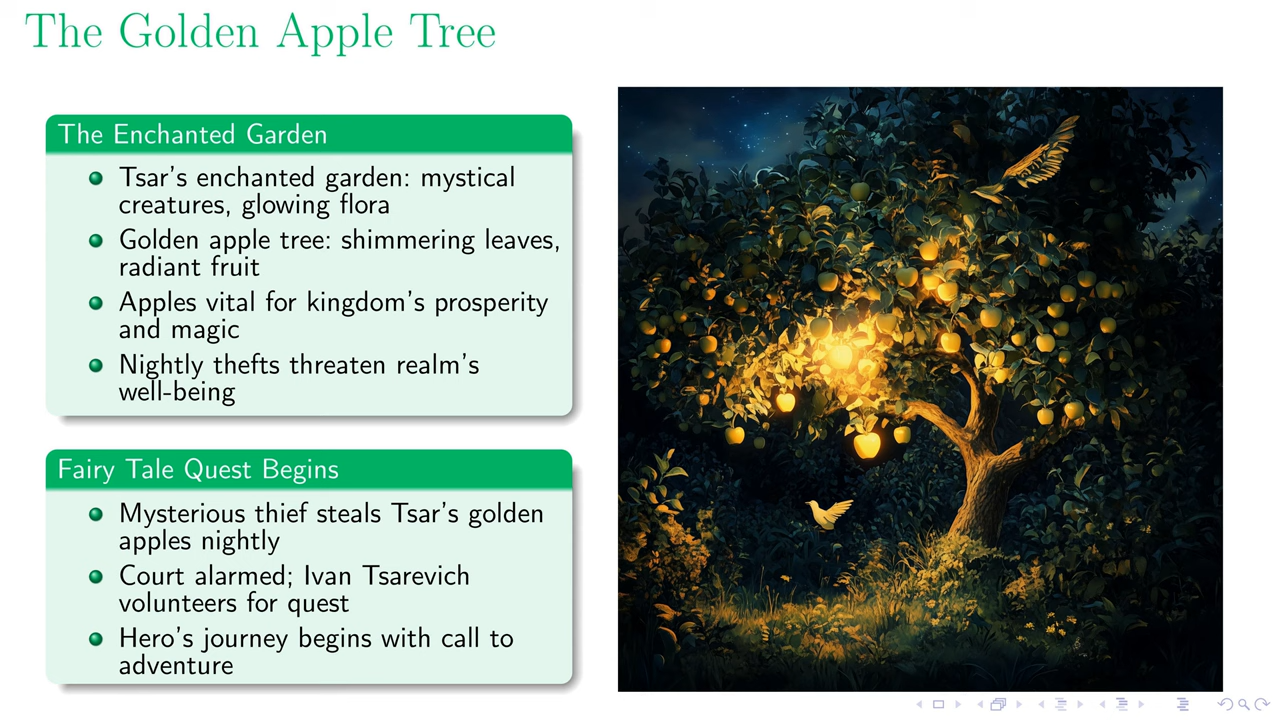 The Golden Apple Tree
The Enchanted Garden
Tsar's enchanted garden: mystical
creatures, glowing flora
Golden apple tree: shimmering leaves,
radiant fruit
Apples vital for kingdom's prosperity
and magic
Nightly thefts threaten realm's
well-being
Fairy Tale Quest Begins
Mysterious thief steals Tsar's golden
apples nightly
Court alarmed; Ivan Tsarevich
volunteers for quest
Hero's journey begins with call to
adventure